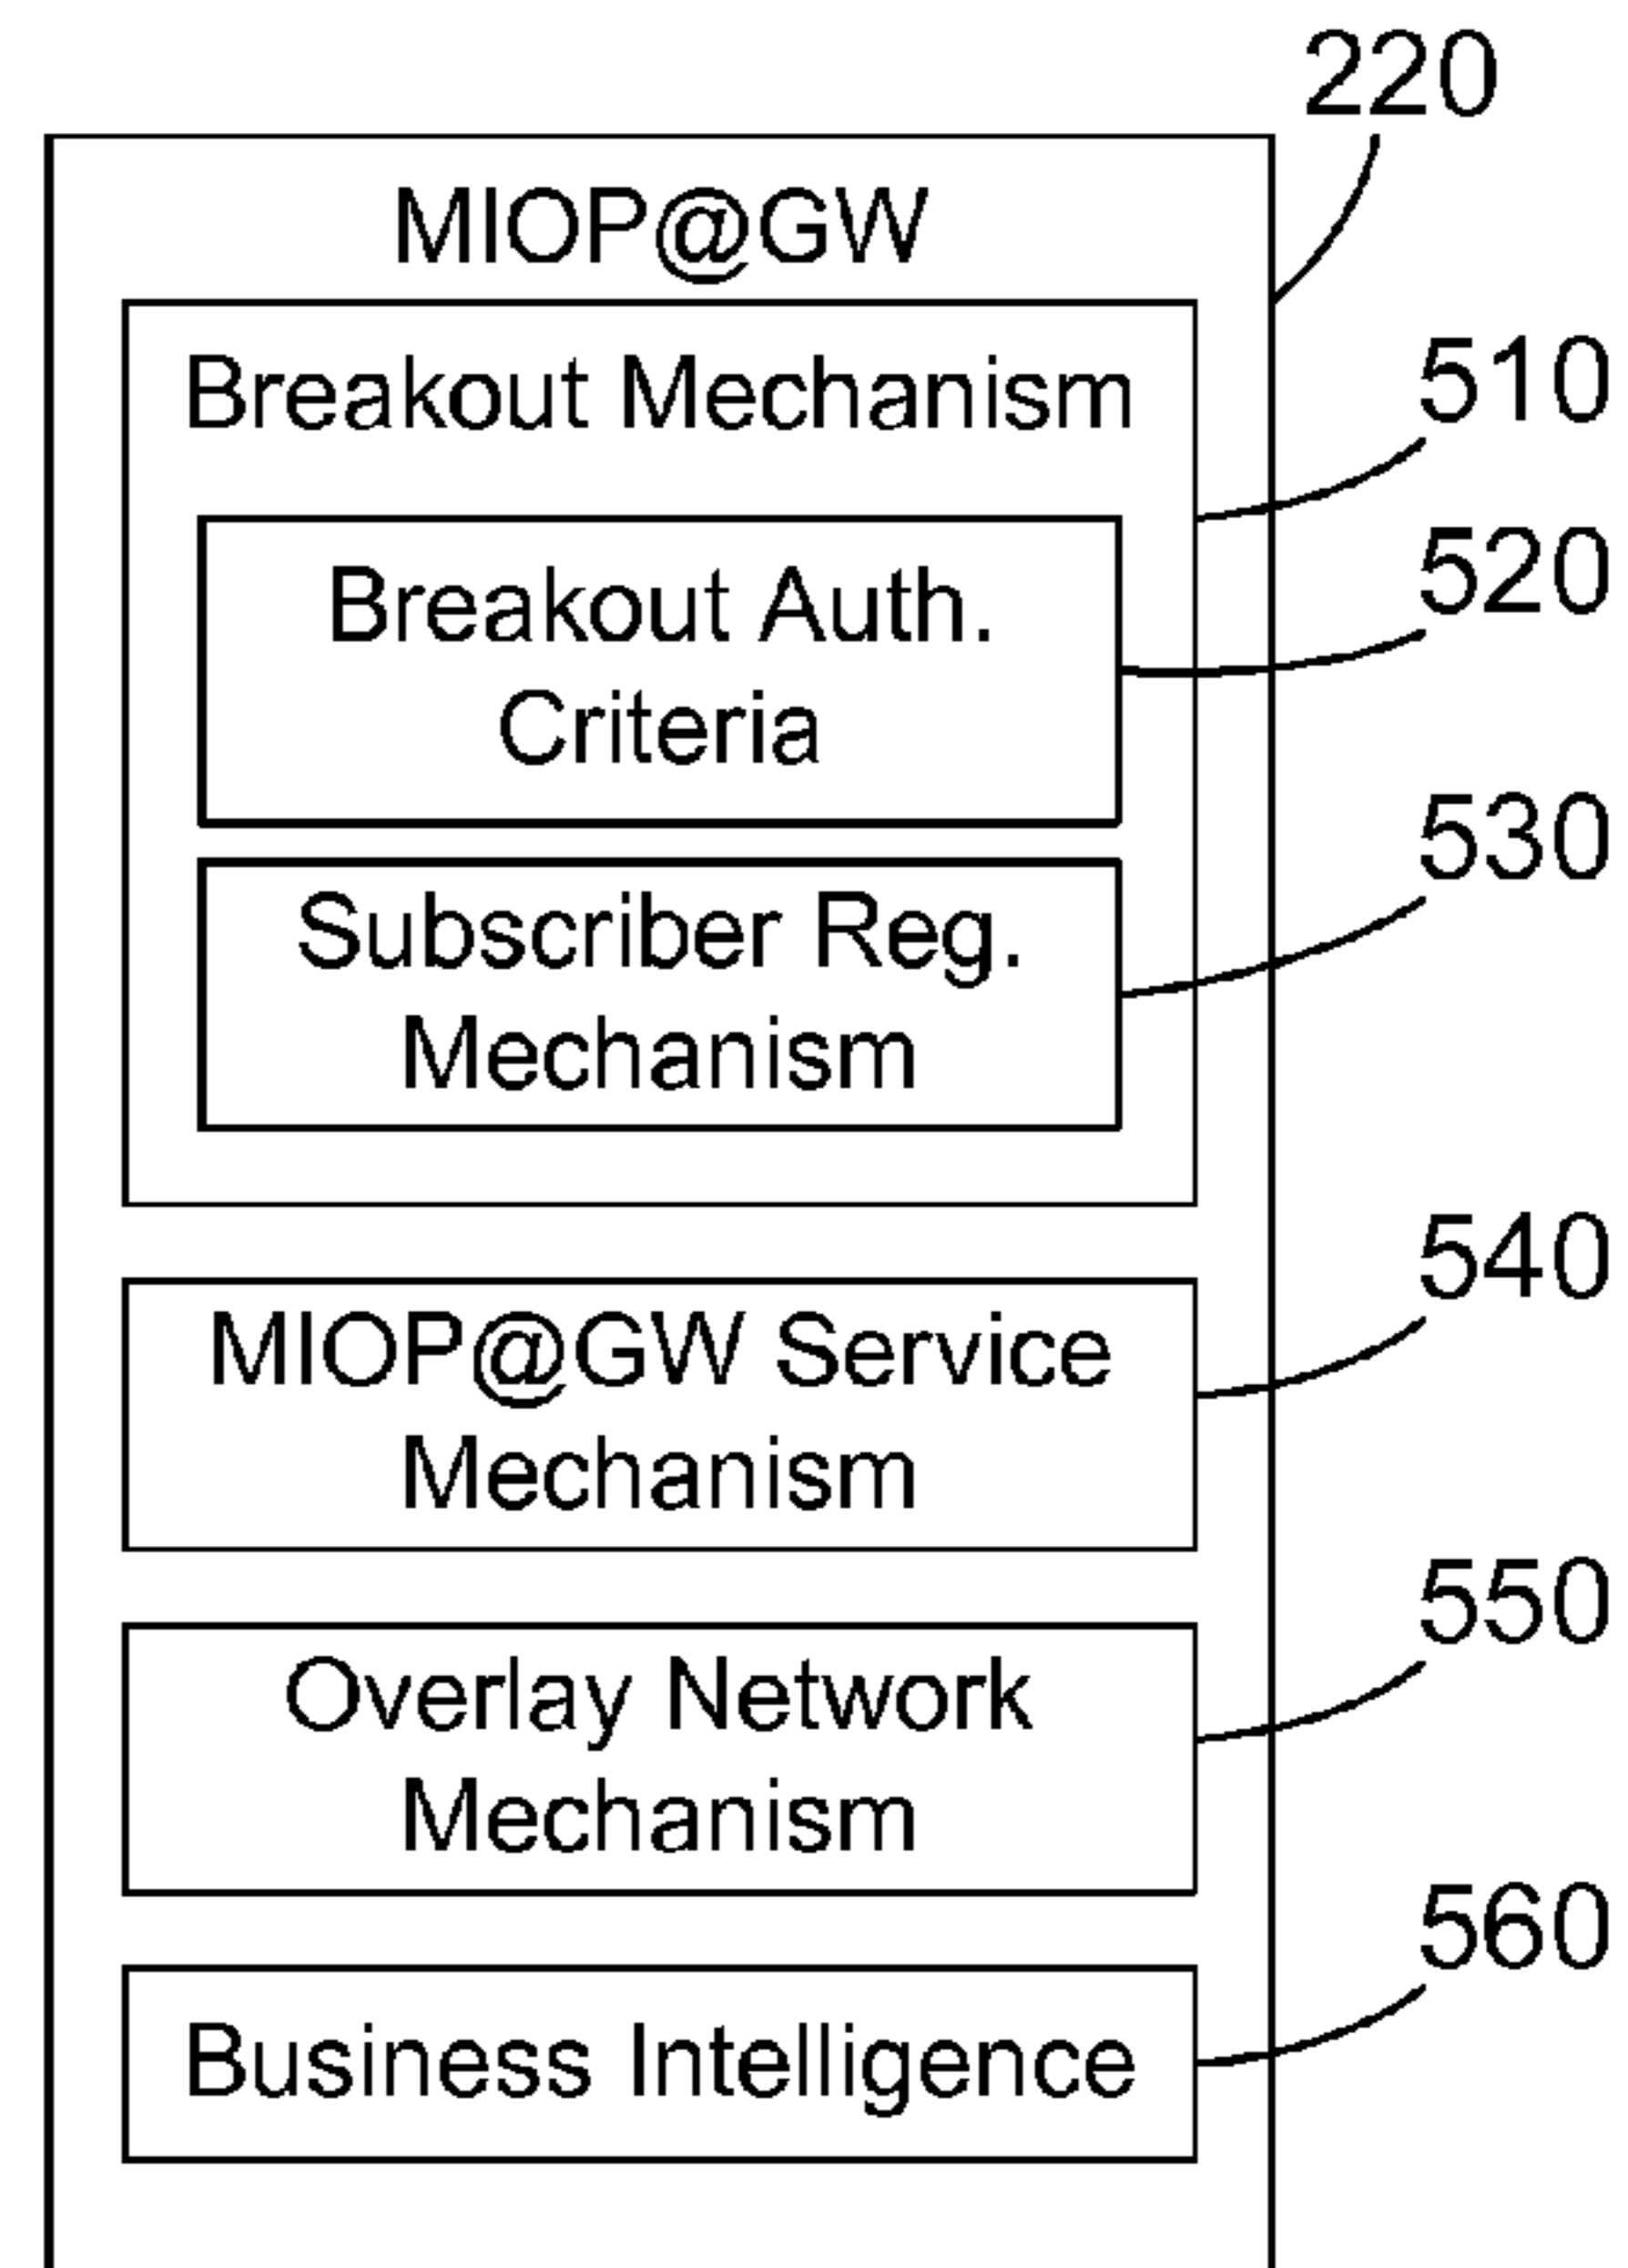 220
MIOP@GW
Breakout Mechanism
510
Breakout Auth.
Criteria
520
Subscriber Reg.
Mechanism
530
MIOP@GW Service
Mechanism
540
Overlay Network
Mechanism
550
Business Intelligence
560